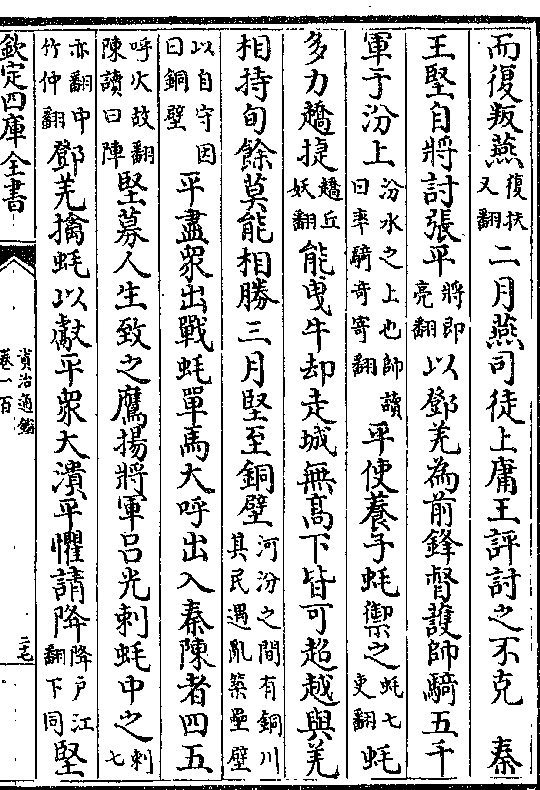 而復叛燕復扶又翻二月燕司徒上庸王評討之不克　秦
王堅自將討張平將即亮翻以鄧羌為前鋒督護帥騎五千
軍于汾上汾水之上也帥讀曰率騎奇寄翻平使養子蚝禦之蚝七吏翻蚝
多力趫捷趫丘妖翻能曳牛却走城無高下皆可超越與羌
相持旬餘莫能相勝三月堅至銅壁河汾之間有銅川其民遇亂築壘壁
以自守因曰銅壁平盡衆出戰蚝單馬大呼出入秦陳者四五
呼火故翻陳讀曰陣堅募人生致之鷹揚將軍吕光刺蚝中之刺七
亦翻中竹仲翻鄧羌擒蚝以獻平衆大潰平懼請降降戶江翻下同堅
欽定四庫全書
資治通鑑
卷一百